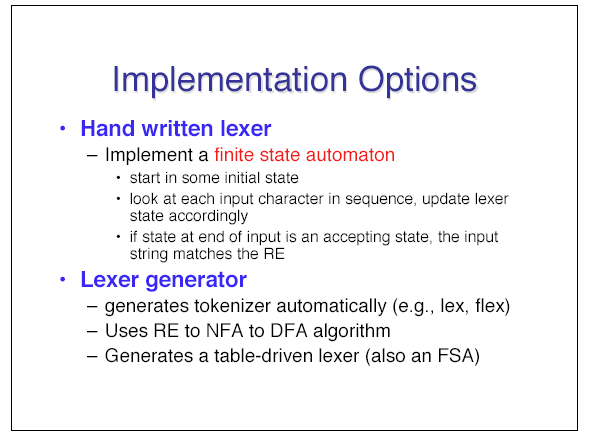 Implementation Options
• Hand written lexer
– Implement a finite state automaton
• start in some initial state
• look at each input character in sequence, update lexer
state accordingly
• if state at end of input is an accepting state, the input
string matches the RE
• Lexer generator
– generates tokenizer automatically (e.g., lex, flex)
– Uses RE to NFA to DFA algorithm
– Generates a table-driven lexer (also an FSA)